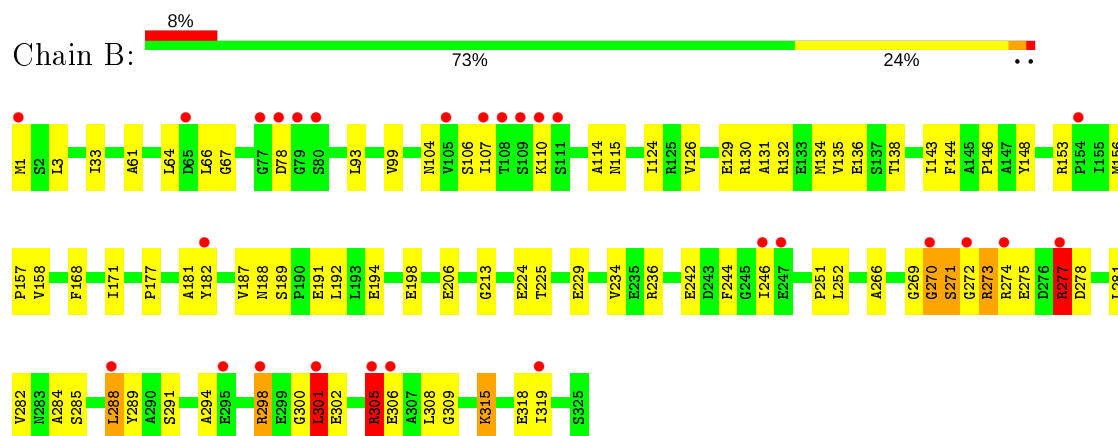 8%
Chain B:
73% 24% • •
M1 S2 L3 I33 A61 L64 D65 L66 G67 G77 D78 G79 S80 L93 V99 N104 V105 S106 I107 T108 S109 K110 S111 A114 N115 I124 R125 V126 E129 R130 A131 R132 E133 M134 V135 E136 S137 T138 I143 F144 A145 P146 A147 Y148 R153 P154 I155 M156
P157 V158 F168 I171 P177 A181 Y182 V187 N188 S189 P190 E191 L192 L193 E194 E198 E206 G213 E224 T225 E229 V234 E235 R236 E242 D243 F244 G245 I246 E247 P251 L252 A266 G269 G270 S271 G272 R273 R274 E275 D276 R277 D278 L281
V282 N283 A284 S285 L288 Y289 A290 S291 A294 E295 R298 E299 G300 L301 E302 R305 E306 A307 L308 G309 K315 E318 I319 S325